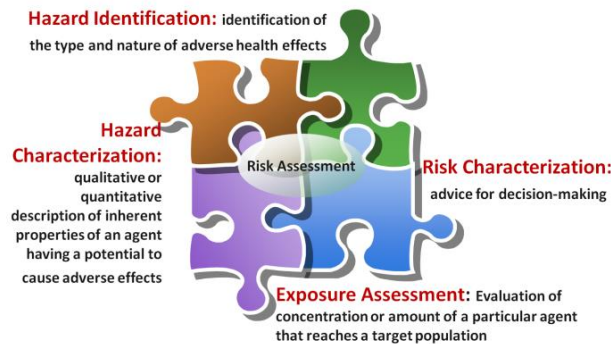 Hazard Identification: identification of
the type and nature of adverse health effects
Hazard
Characterization:
qualitative or
quantitative
description of inherent
properties of an agent
having a potential to
cause adverse effects
Risk Assessment
Risk Characterization:
advice for decision-making
Exposure Assessment: Evaluation of
concentration or amount of a particular agent
that reaches a target population